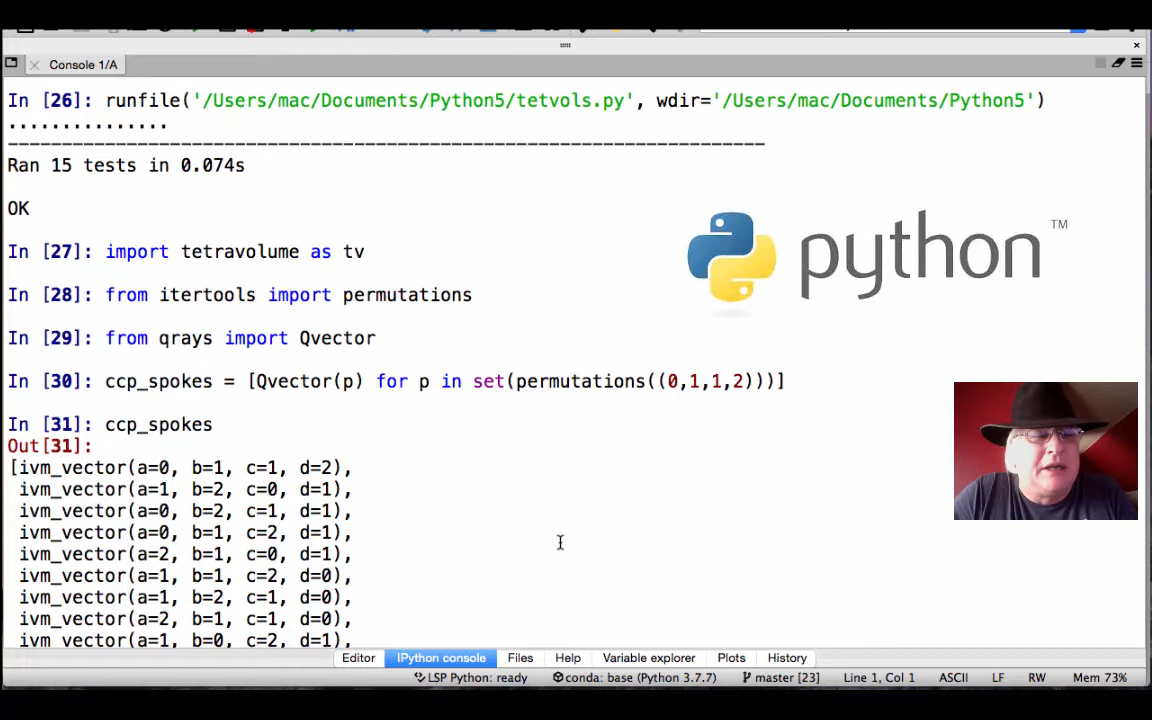 Console 1/A
In [26]: runfile('/Users/mac/Documents/Python5/tetvols.py', wdir='/Users/mac/Documents/Python5')
...............
----------------------------------------------------------------------
Ran 15 tests in 0.074s
OK
In [27]: import tetravolume as tv
In [28]: from itertools import permutations
In [29]: from qrays import Qvector
In [30]: ccp_spokes = [Qvector(p) for p in set(permutations((0,1,1,2)))]
In [31]: ccp_spokes
Out[31]:
[ivm_vector(a=0, b=1, c=1, d=2),
ivm_vector(a=1, b=2, c=0, d=1),
ivm_vector(a=0, b=2, c=1, d=1),
ivm_vector(a=0, b=1, c=2, d=1),
ivm_vector(a=2, b=1, c=0, d=1),
ivm_vector(a=1, b=1, c=2, d=0),
ivm_vector(a=1, b=2, c=1, d=0),
ivm_vector(a=2, b=1, c=1, d=0),
ivm_vector(a=1, b=0, c=2, d=1),
python™
Editor IPython console Files Help Variable explorer Plots History
LSP Python: ready conda: base (Python 3.7.7) master [23] Line 1, Col 1 ASCII LF RW Mem 73%